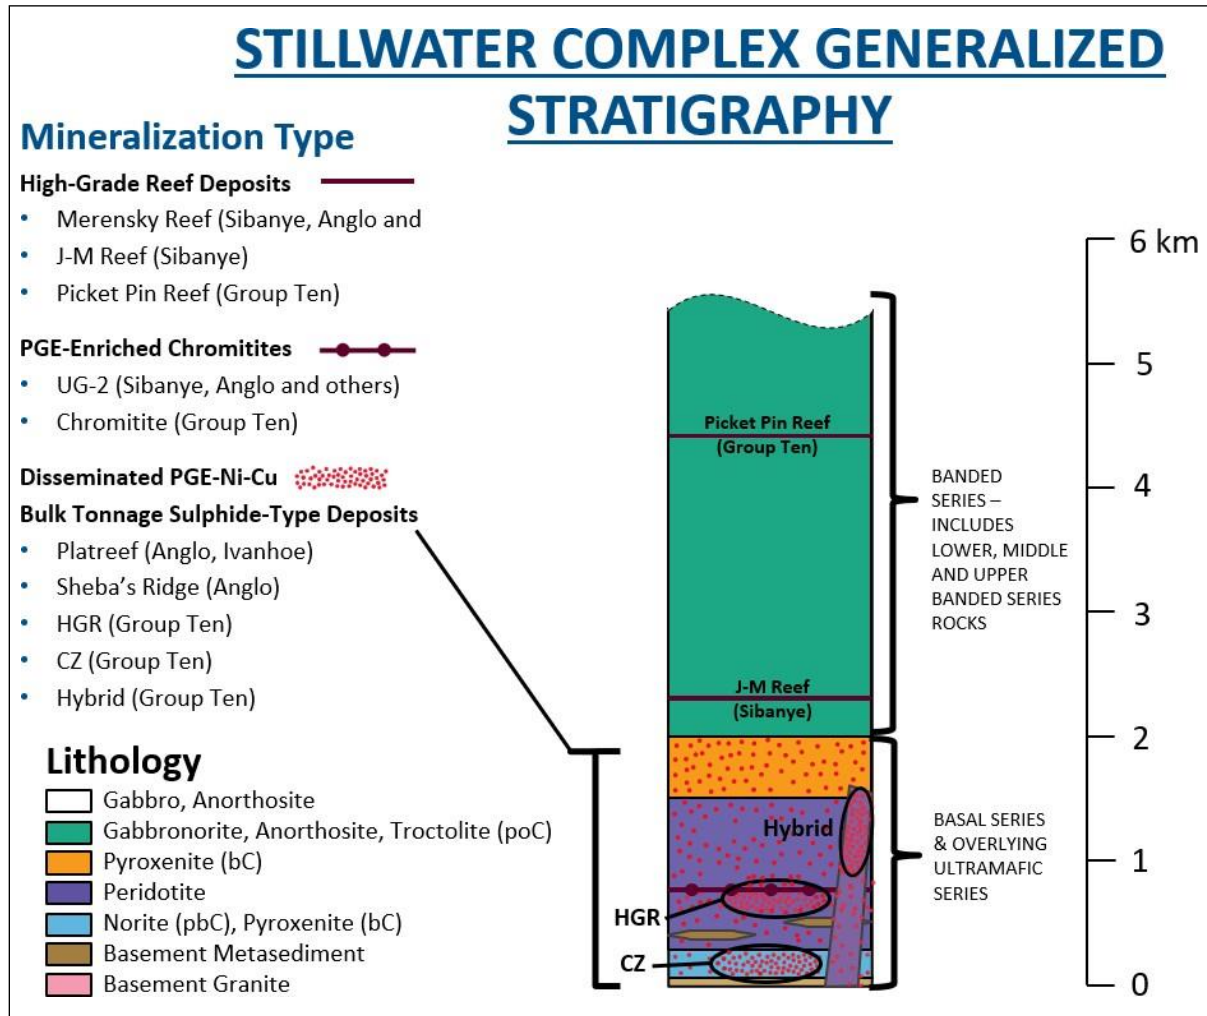 STILLWATER COMPLEX GENERALIZED
STRATIGRAPHY
Mineralization Type
High-Grade Reef Deposits
• Merensky Reef (Sibanye, Anglo and
• J-M Reef (Sibanye)
• Picket Pin Reef (Group Ten)
PGE-Enriched Chromitites
• UG-2 (Sibanye, Anglo and others)
• Chromitite (Group Ten)
Disseminated PGE-Ni-Cu
Bulk Tonnage Sulphide-Type Deposits
• Platreef (Anglo, Ivanhoe)
• Sheba's Ridge (Anglo)
• HGR (Group Ten)
• CZ (Group Ten)
• Hybrid (Group Ten)
Lithology
Gabbro, Anorthosite
Gabbronorite, Anorthosite, Troctolite (poC)
Pyroxenite (bC)
Peridotite
Norite (pbC), Pyroxenite (bC)
Basement Metasediment
Basement Granite
Picket Pin Reef
(Group Ten)
J-M Reef
(Sibanye)
Hybrid
HGR
CZ
BANDED
SERIES –
INCLUDES
LOWER, MIDDLE
AND UPPER
BANDED SERIES
ROCKS
BASAL SERIES
& OVERLYING
ULTRAMAFIC
SERIES
6 km
5
4
3
2
1
0